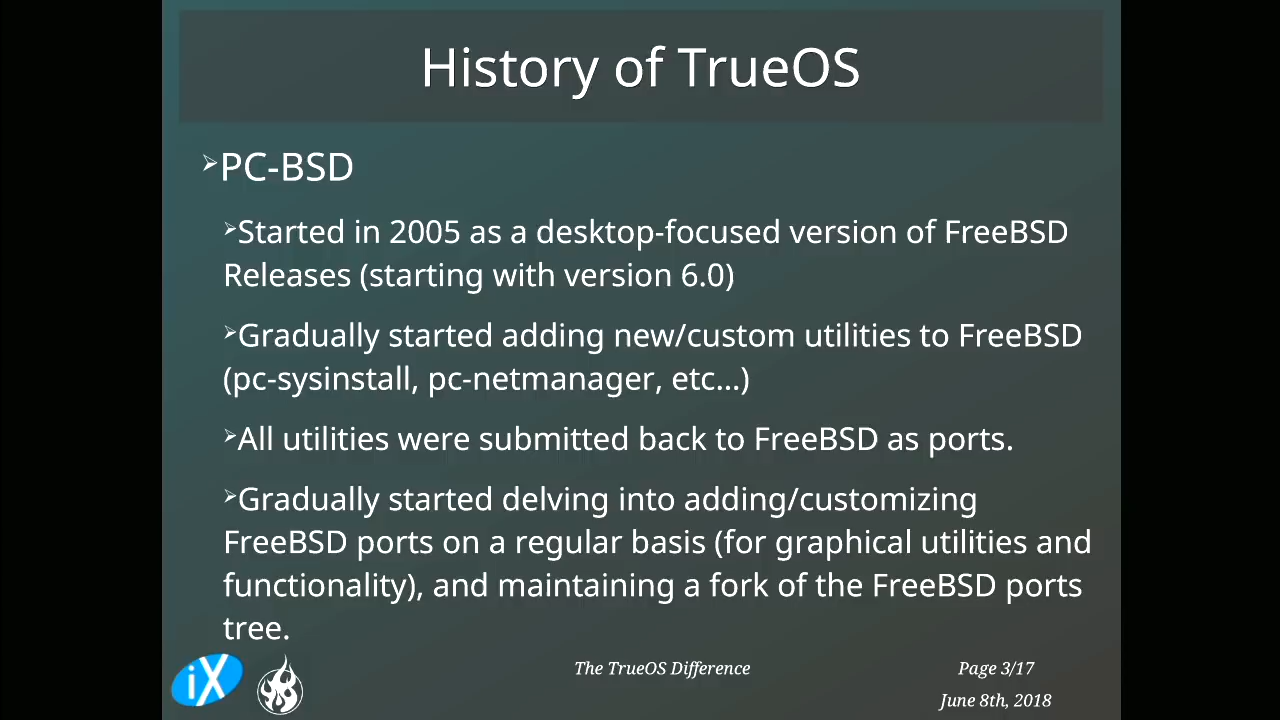 History of TrueOS
➢PC-BSD
➢Started in 2005 as a desktop-focused version of FreeBSD
Releases (starting with version 6.0)
➢Gradually started adding new/custom utilities to FreeBSD
(pc-sysinstall, pc-netmanager, etc...)
➢All utilities were submitted back to FreeBSD as ports.
➢Gradually started delving into adding/customizing
FreeBSD ports on a regular basis (for graphical utilities and
functionality), and maintaining a fork of the FreeBSD ports
tree.
iX
The TrueOS Difference
Page 3/17
June 8th, 2018